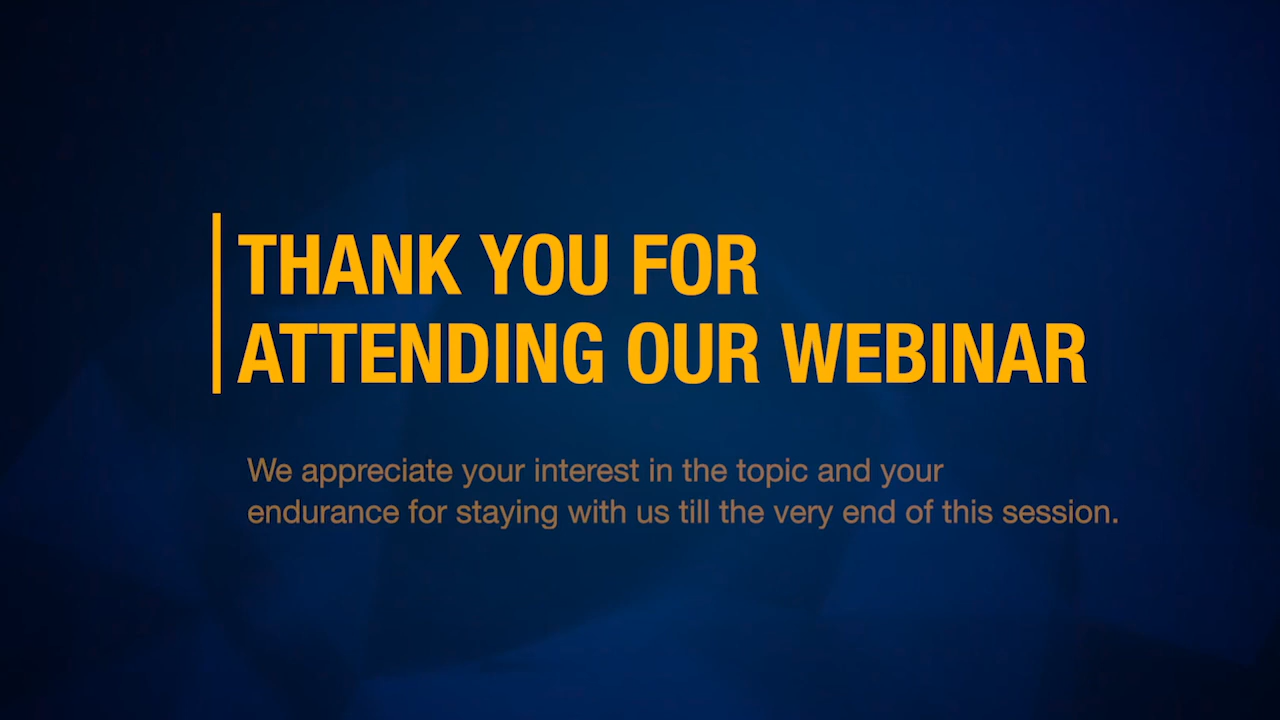 THANK YOU FOR
ATTENDING OUR WEBINAR
We appreciate your interest in the topic and your
endurance for staying with us till the very end of this session.